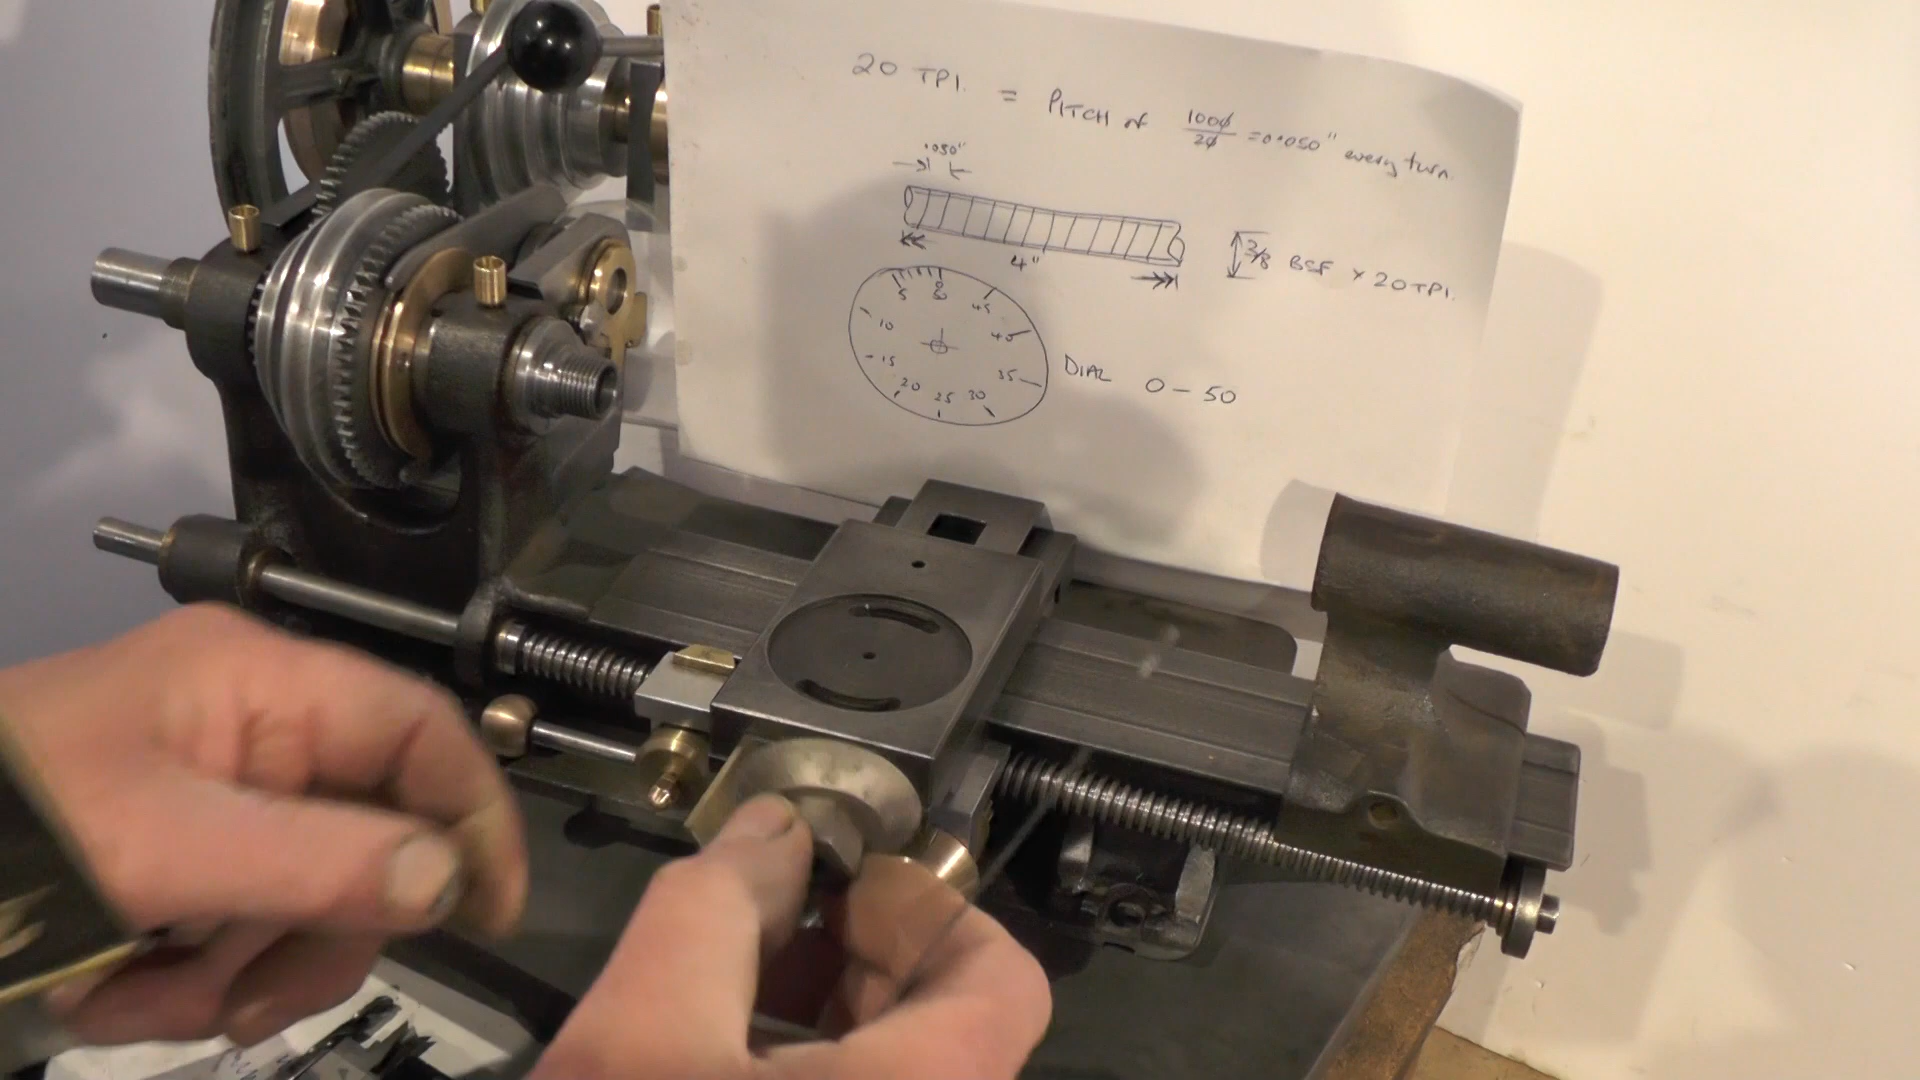 20 TPI. = PITCH of 1000/20 = 0.050" every turn.
.050"
4"
3/8 BSF x 20 TPI.
0
5 50 45
10 40
15 35
20 25 30
DIAL 0 - 50